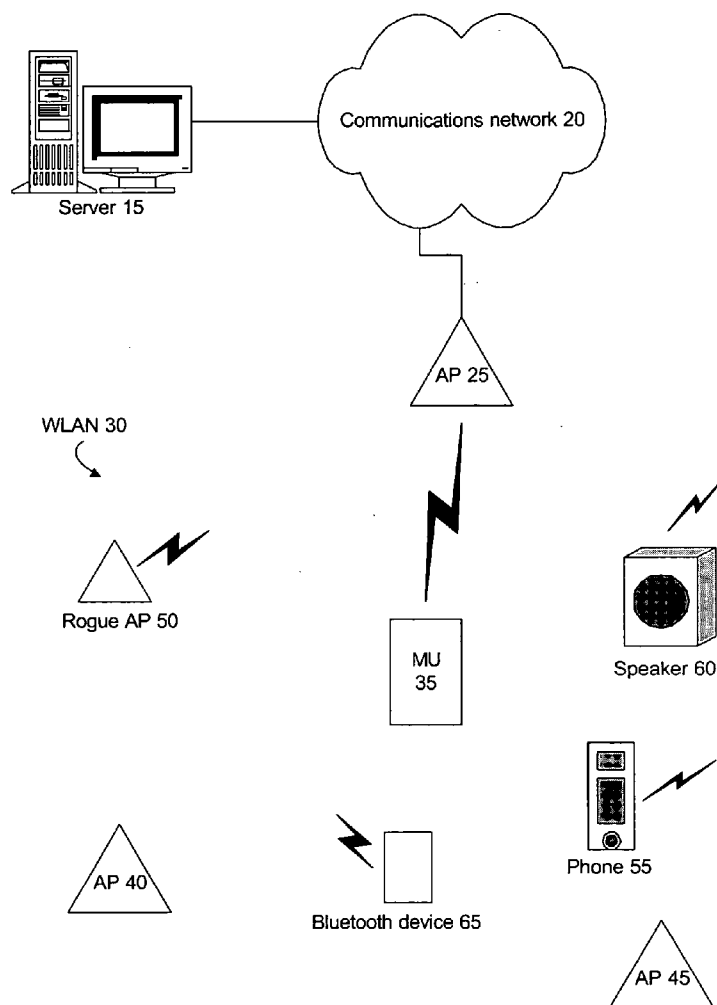 Communications network 20
Server 15
AP 25
WLAN 30
Rogue AP 50
MU
35
Speaker 60
AP 40
Bluetooth device 65
Phone 55
AP 45